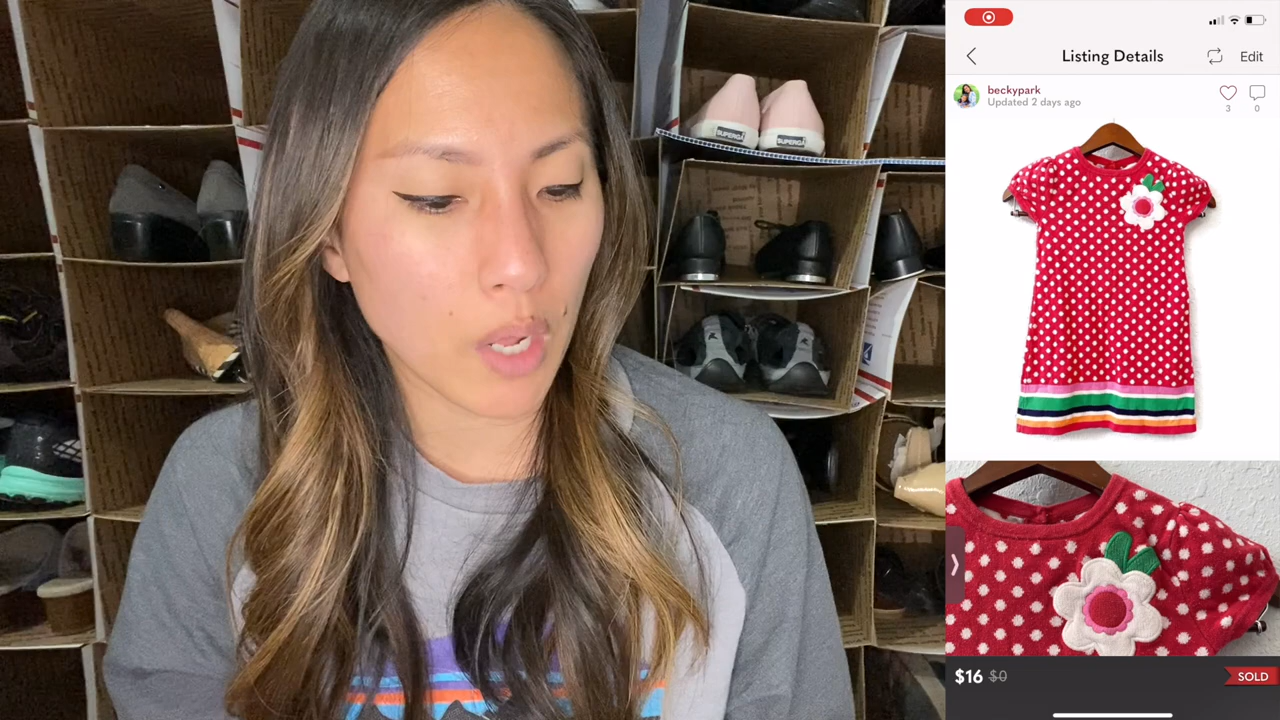 SUPERGA
SUPERGA
Listing Details
Edit
beckypark
Updated 2 days ago
3
0
$16 $0
SOLD